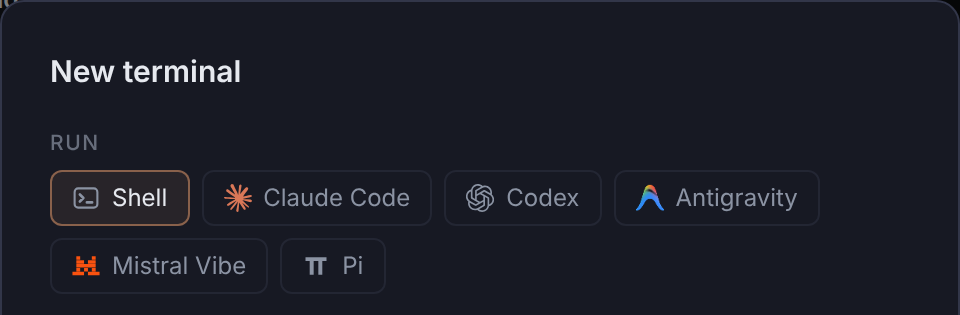 New terminal
RUN
Shell Claude Code Codex Antigravity
Mistral Vibe Pi